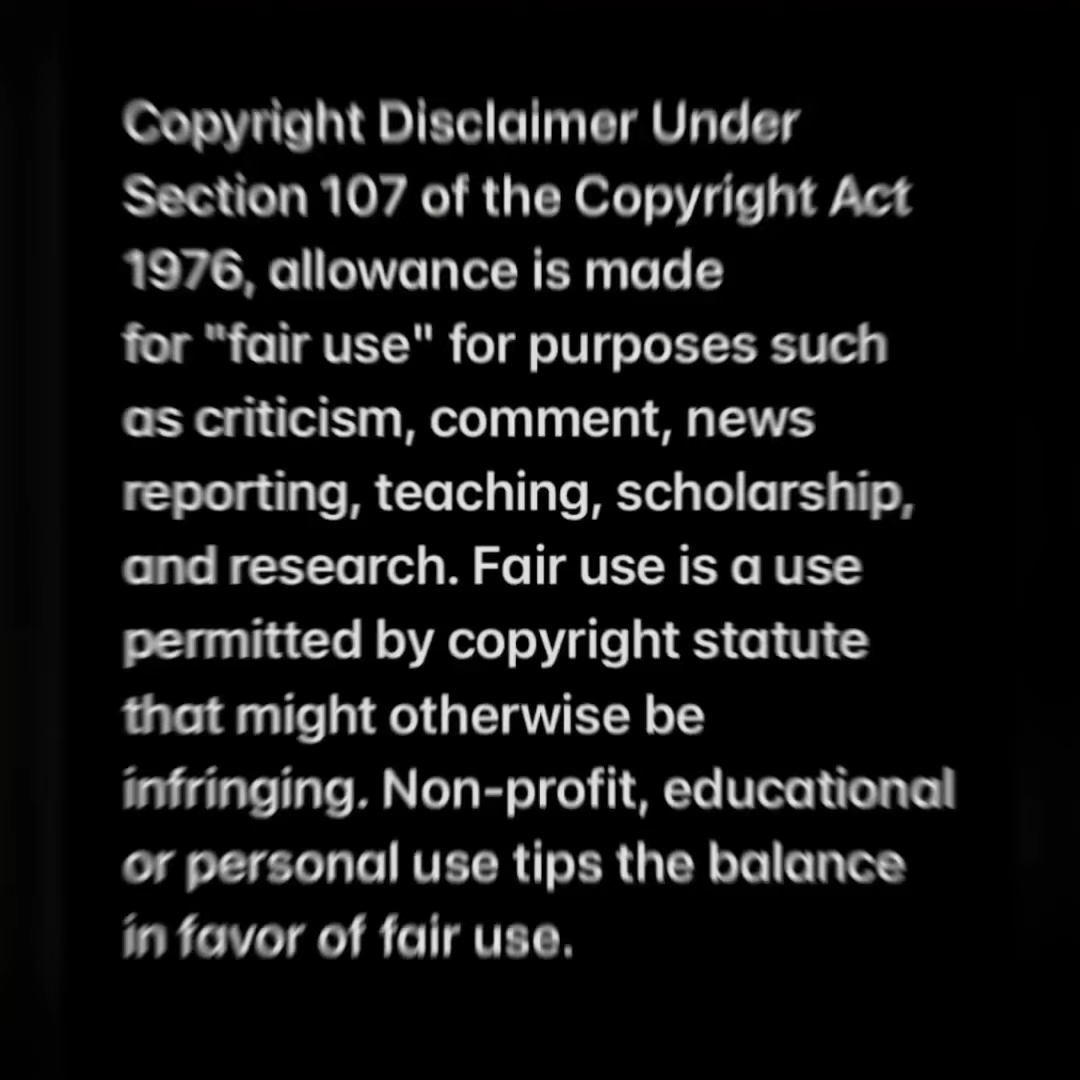 Copyright Disclaimer Under
Section 107 of the Copyright Act
1976, allowance is made
for "fair use" for purposes such
as criticism, comment, news
reporting, teaching, scholarship,
and research. Fair use is a use
permitted by copyright statute
that might otherwise be
infringing. Non-profit, educational
or personal use tips the balance
in favor of fair use.